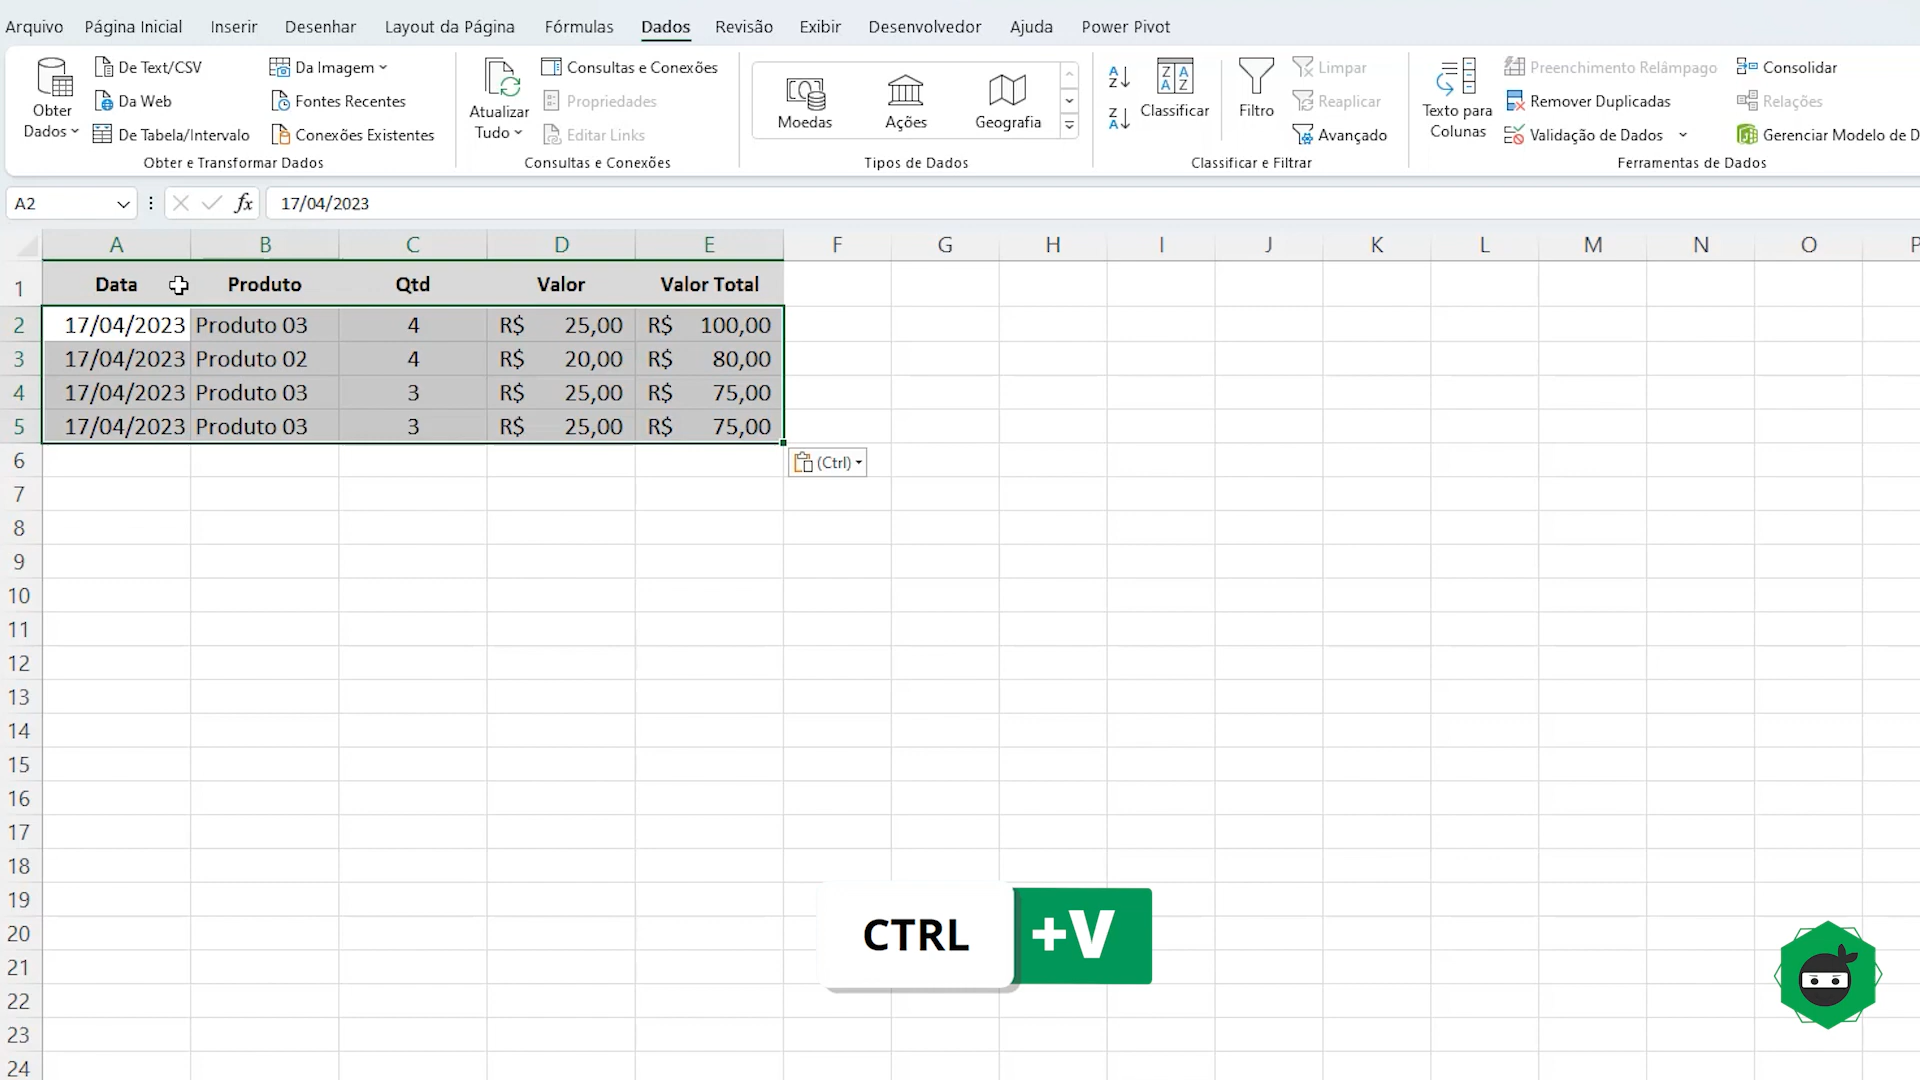 Arquivo Página Inicial Inserir Desenhar Layout da Página Fórmulas Dados Revisão Exibir Desenvolvedor Ajuda Power Pivot
Obter Dados
De Text/CSV
Da Web
De Tabela/Intervalo
Da Imagem
Fontes Recentes
Conexões Existentes
Obter e Transformar Dados
Atualizar Tudo
Consultas e Conexões
Propriedades
Editar Links
Consultas e Conexões
Moedas Ações Geografia
Tipos de Dados
Classificar
Filtro
Limpar
Reaplicar
Avançado
Classificar e Filtrar
Texto para Colunas
Preenchimento Relâmpago
Remover Duplicadas
Validação de Dados
Consolidar
Relações
Gerenciar Modelo de D
Ferramentas de Dados
A2 fx 17/04/2023
A B C D E F G H I J K L M N O P
1 Data Produto Qtd Valor Valor Total
2 17/04/2023 Produto 03 4 R$ 25,00 R$ 100,00
3 17/04/2023 Produto 02 4 R$ 20,00 R$ 80,00
4 17/04/2023 Produto 03 3 R$ 25,00 R$ 75,00
5 17/04/2023 Produto 03 3 R$ 25,00 R$ 75,00
6
(Ctrl)
7
8
9
10
11
12
13
14
15
16
17
18
19
20
21
22
23
24
CTRL +V